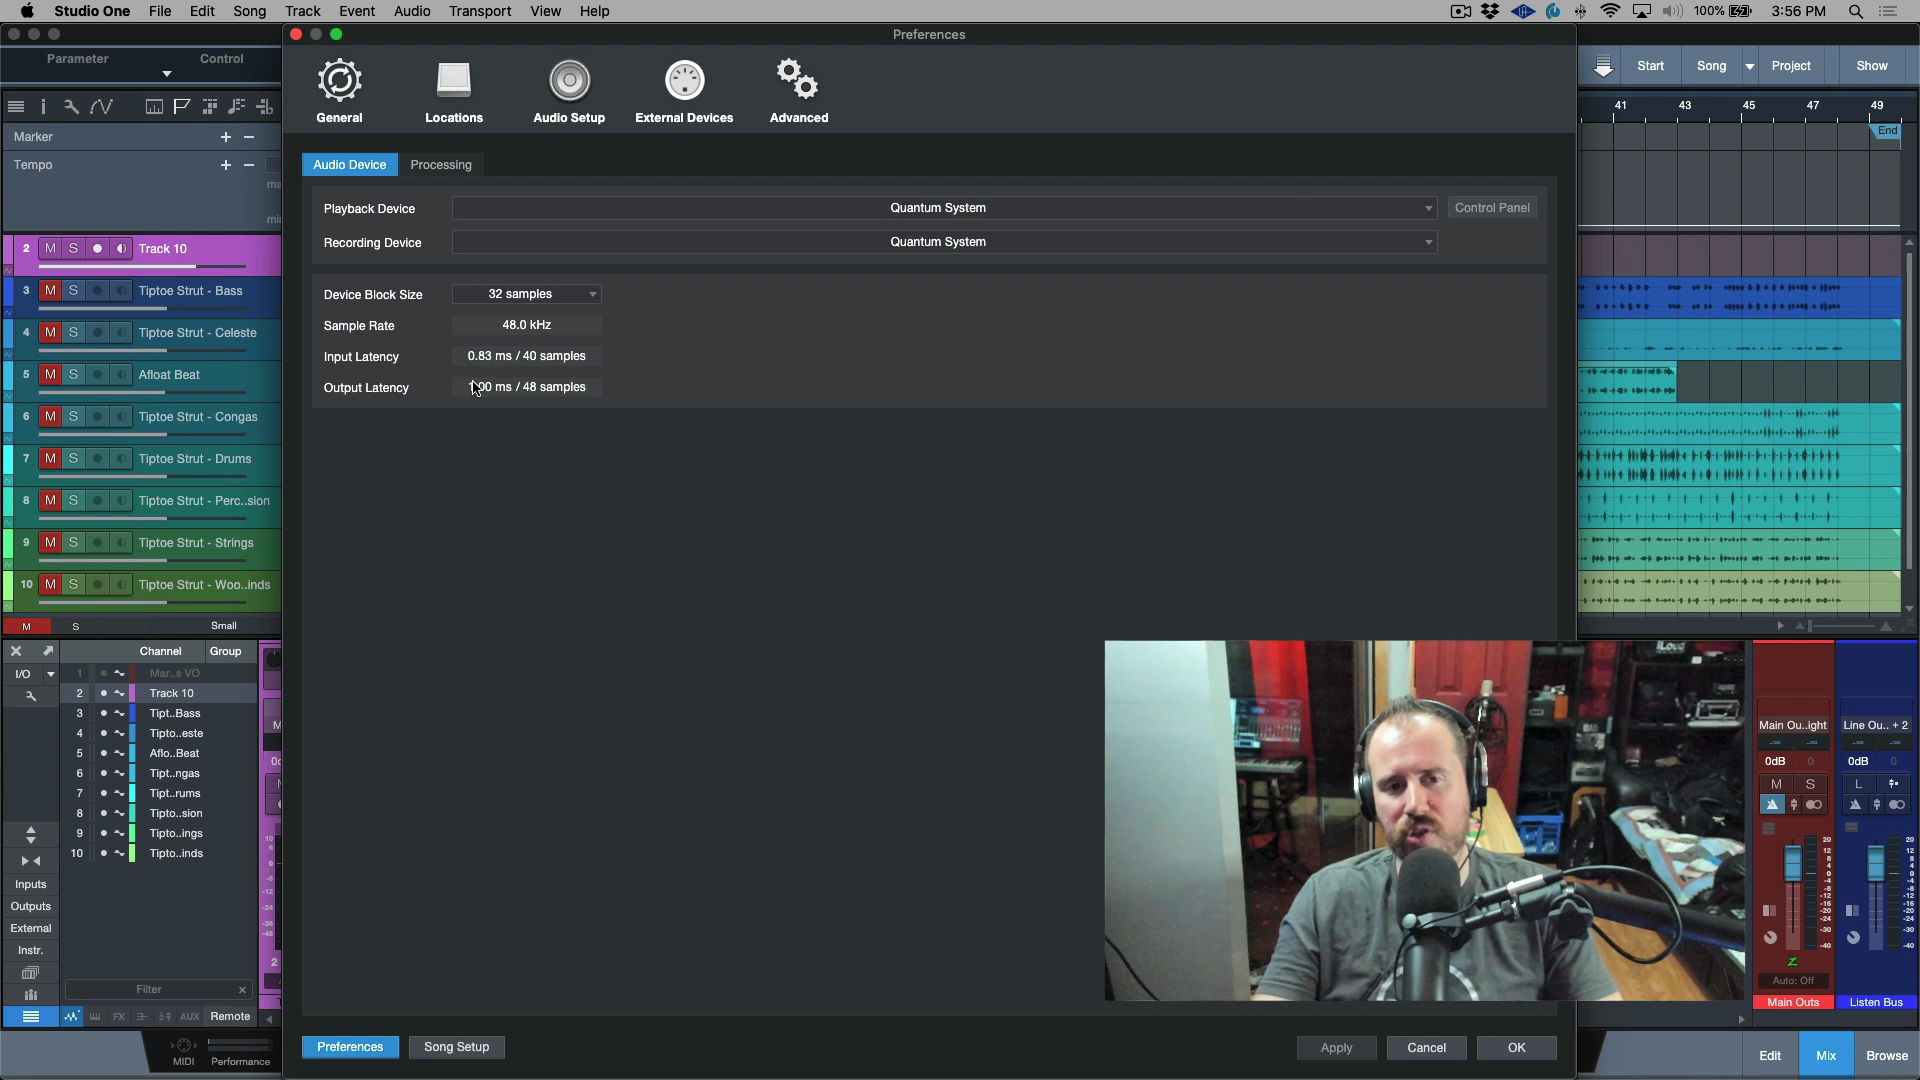 Studio One File Edit Song Track Event Audio Transport View Help 100% 3:56 PM
Preferences
Parameter Control
General Locations Audio Setup External Devices Advanced
Start Song Project Show
41 43 45 47 49
End
Marker + −
Tempo + −
Audio Device Processing
Playback Device Quantum System Control Panel
Recording Device Quantum System
Device Block Size 32 samples
Sample Rate 48.0 kHz
Input Latency 0.83 ms / 40 samples
Output Latency 1.00 ms / 48 samples
2 M S Track 10
3 M S Tiptoe Strut - Bass
4 M S Tiptoe Strut - Celeste
5 M S Afloat Beat
6 M S Tiptoe Strut - Congas
7 M S Tiptoe Strut - Drums
8 M S Tiptoe Strut - Perc..sion
9 M S Tiptoe Strut - Strings
10 M S Tiptoe Strut - Woo..inds
M S Small
Channel Group
I/O
1 Mar..s VO
2 Track 10
3 Tipt..Bass
4 Tipto..este
5 Aflo..Beat
6 Tipt..ngas
7 Tipt..rums
8 Tipto..sion
9 Tipto..ings
10 Tipto..inds
Inputs
Outputs
External
Instr.
Filter
FX AUX Remote
Main Ou..ight Line Ou.. + 2
0dB 0 0dB 0
M S L
Auto: Off
Main Outs Listen Bus
MIDI Performance
Preferences Song Setup Apply Cancel OK
Edit Mix Browse